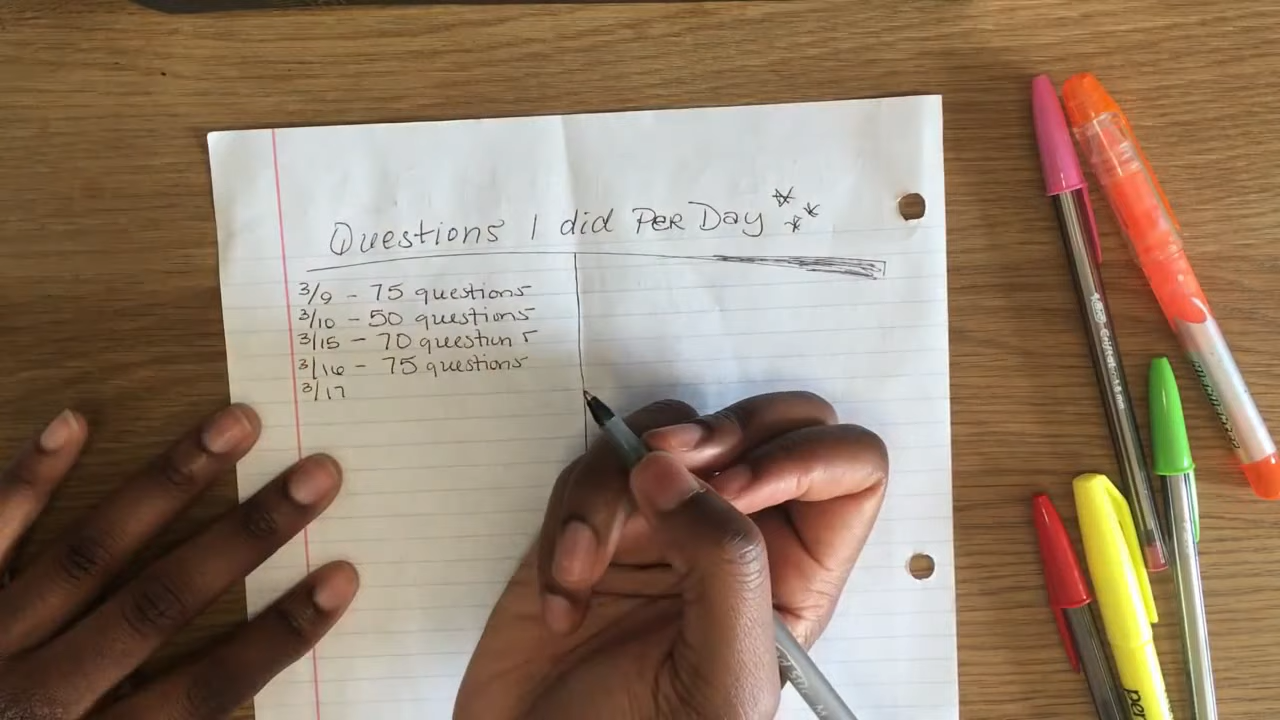 Questions I did Per Day
3/9 - 75 questions
3/10 - 50 questions
3/15 - 70 questions
3/16 - 75 questions
3/17